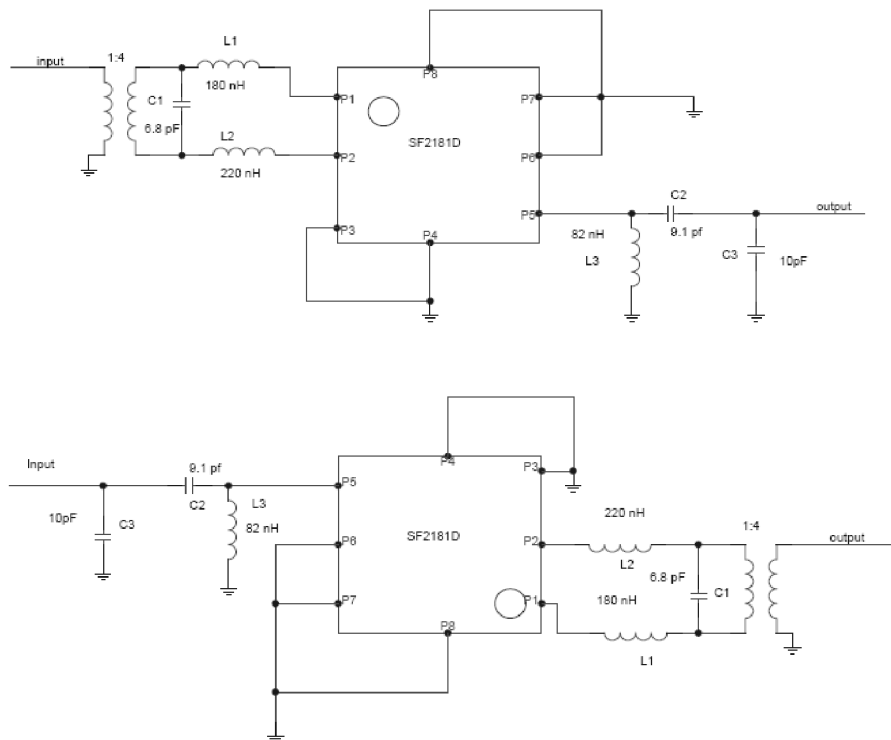 L1
P8
input
1:4
180 nH
C1
P1
P7
6.8 pF
L2
SF2181D
P2
P6
220 nH
C2
P5
output
P3
P4
82 nH
9.1 pf
L3
C3
10pF
P4
Input
9.1 pf
P3
P5
C2
L3
220 nH
10pF
C3
82 nH
1:4
P6
SF2181D
P2
output
L2
6.8 pF
C1
P7
P1
180 nH
P8
L1